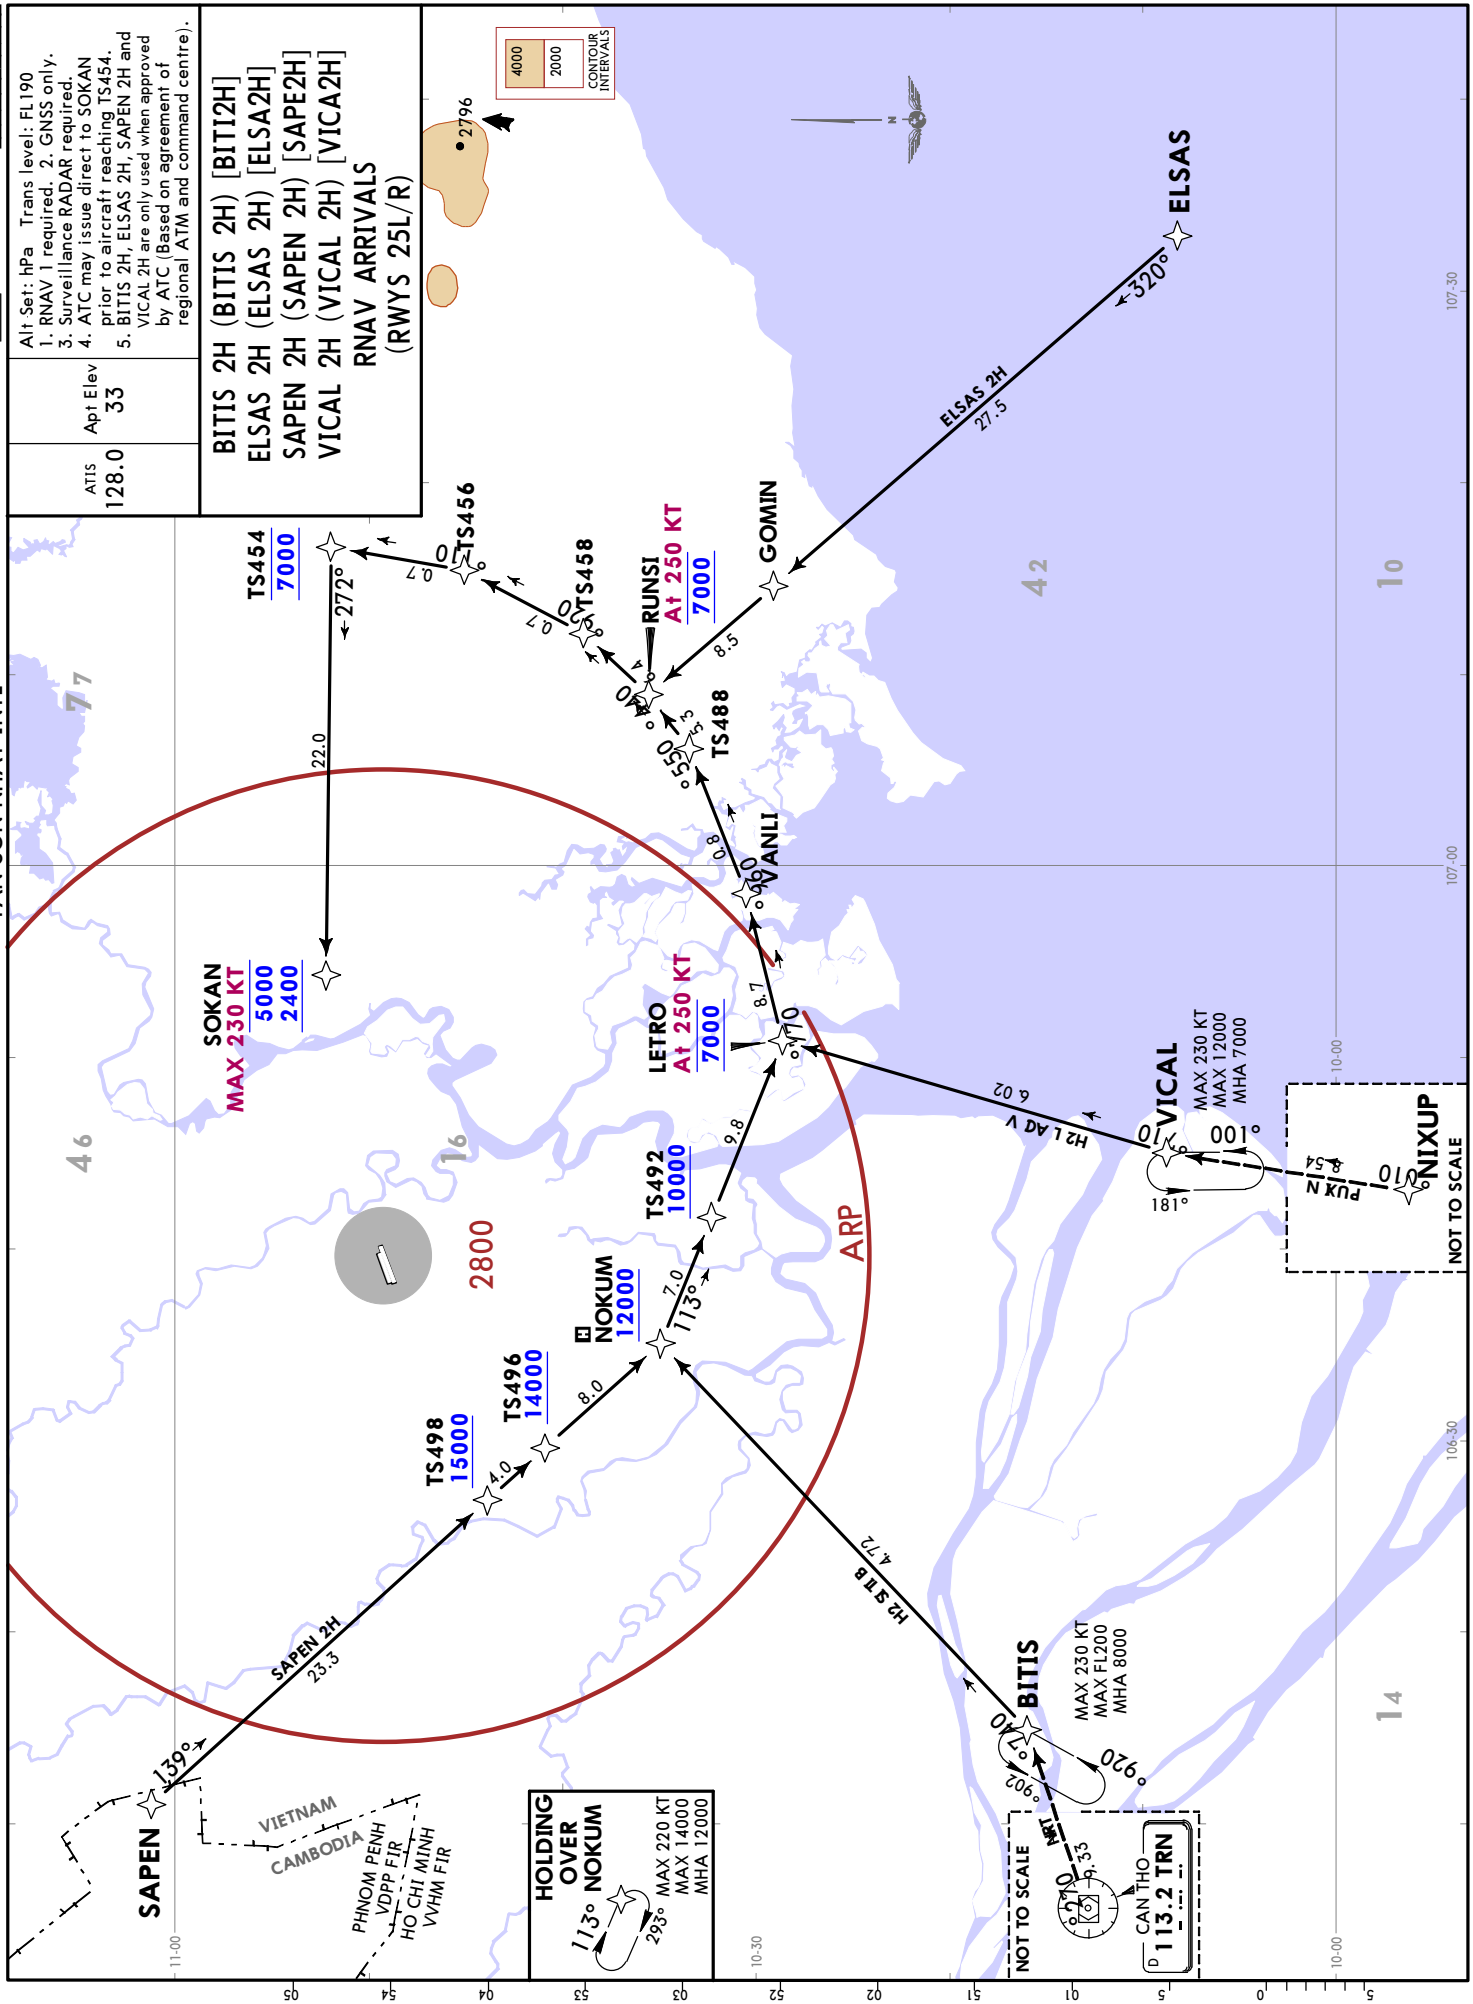 ATIS
128.0
Apt Elev
33
Alt Set: hPa Trans level: FL190
1. RNAV 1 required. 2. GNSS only.
3. Surveillance RADAR required.
4. ATC may issue direct to SOKAN
prior to aircraft reaching TS454.
5. BITIS 2H, ELSAS 2H, SAPEN 2H and
VICAL 2H are only used when approved
by ATC (Based on agreement of
regional ATM and command centre).
BITIS 2H (BITIS 2H) [BITI2H]
ELSAS 2H (ELSAS 2H) [ELSA2H]
SAPEN 2H (SAPEN 2H) [SAPE2H]
VICAL 2H (VICAL 2H) [VICA2H]
RNAV ARRIVALS
(RWYS 25L/R)
4000
2000
CONTOUR
INTERVALS
2796
N
SAPEN
139°
SAPEN 2H
23.3
VIETNAM
CAMBODIA
PHNOM PENH
VDPP FIR
HO CHI MINH
VVHM FIR
TS498
15000
4.0
TS496
14000
8.0
H
NOKUM
12000
7.0
113°
TS492
10000
9.8
LETRO
At 250 KT
7000
8.7
VANLI
TS488
RUNSI
At 250 KT
7000
TS458
TS456
TS454
7000
272°
22.0
SOKAN
MAX 230 KT
5000
2400
GOMIN
8.5
ELSAS 2H
27.5
320°
ELSAS
46
77
16
42
10
14
2800
ARP
HOLDING
OVER
NOKUM
113°
293°
MAX 220 KT
MAX 14000
MHA 12000
BITIS
MAX 230 KT
MAX FL200
MHA 8000
NOT TO SCALE
CAN THO
D 113.2 TRN
VICAL
MAX 230 KT
MAX 12000
MHA 7000
001°
181°
NIXUP
010°
NOT TO SCALE
11-00
10-30
10-00
10-00
106-30
107-00
107-30